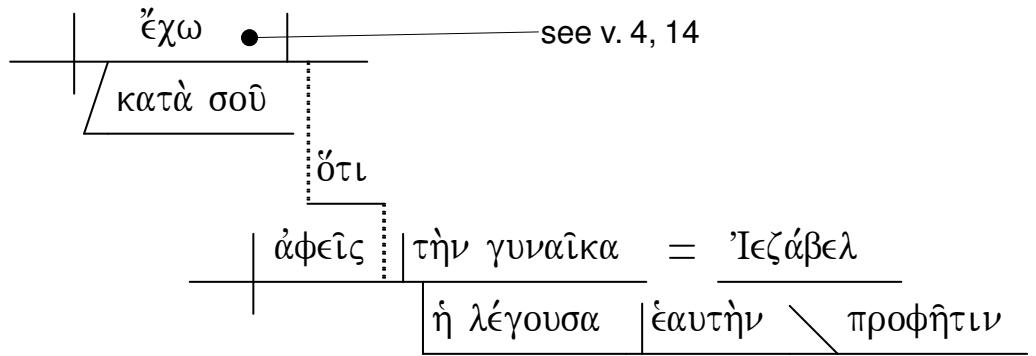 ἔχω see v. 4, 14
κατὰ σοῦ
ὅτι
ἀφεῖς τὴν γυναῖκα = Ἰεζάβελ
ἡ λέγουσα ἑαυτὴν προφῆτιν